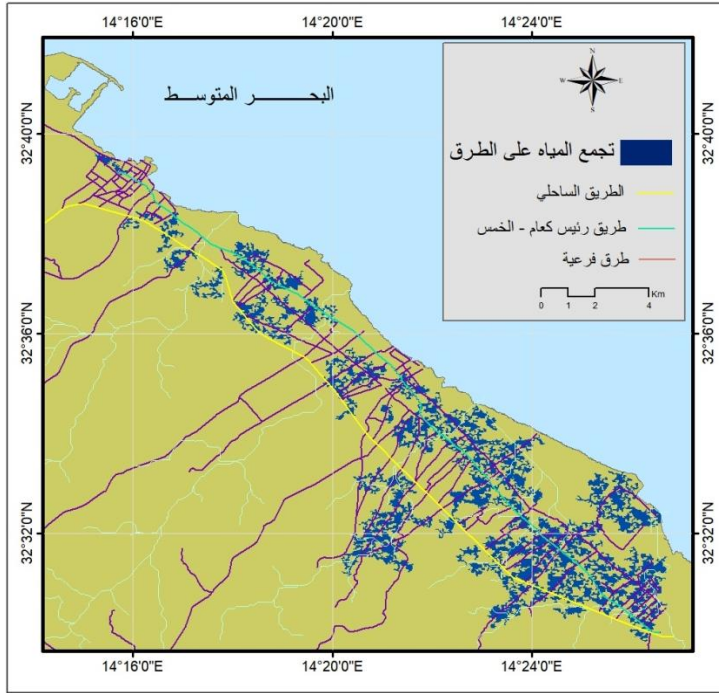 14°16'0"E 14°20'0"E 14°24'0"E
البحر المتوسط
N
W E
S
تجمع المياه على الطرق
الطريق الساحلي
طريق رئيس كعام - الخمس
طرق فرعية
0 1 2 4 Km
32°40'0"N 32°40'0"N
32°36'0"N 32°36'0"N
32°32'0"N 32°32'0"N
14°16'0"E 14°20'0"E 14°24'0"E